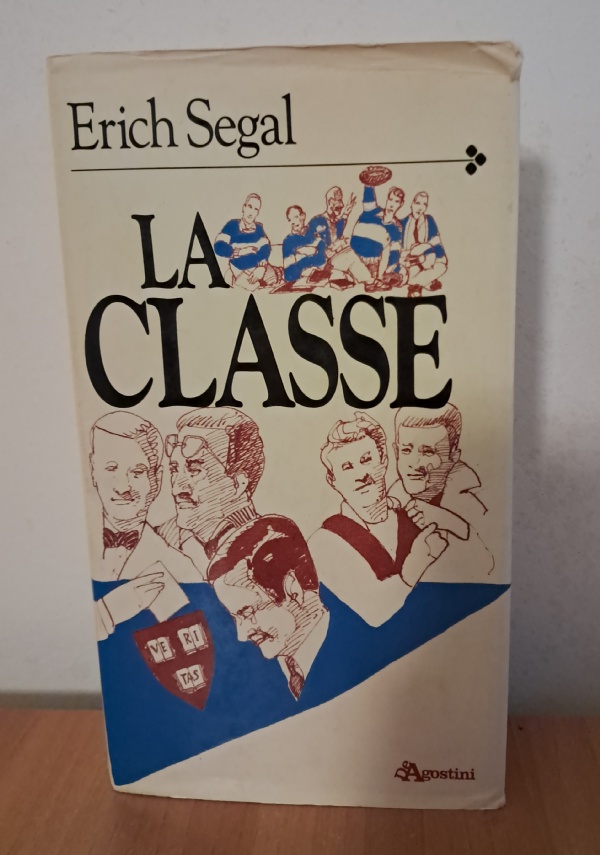 Erich Segal
LA
CLASSE
VE RI
TAS
DeAgostini